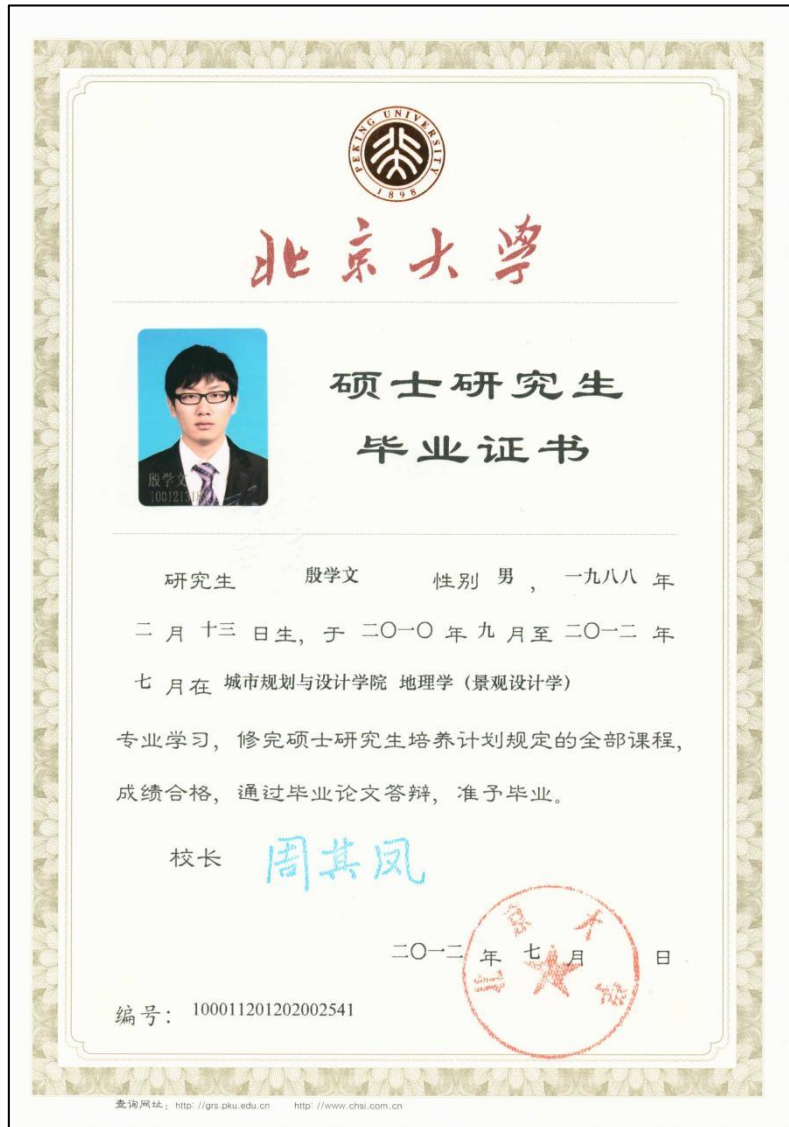 PEKING UNIVERSITY
1898
北京大学
硕士研究生
毕业证书
殷学文
研究生 殷学文 性别 男 , 一九八八 年
二 月 十三 日生, 于 二〇一〇 年 九 月至 二〇一二 年
七 月在 城市规划与设计学院 地理学 (景观设计学)
专业学习, 修完硕士研究生培养计划规定的全部课程,
成绩合格, 通过毕业论文答辩, 准予毕业。
校长 周其凤
北京大学
二〇一二 年 七 月 日
编号: 100011201202002541
查询网址: http://grs.pku.edu.cn http://www.chsi.com.cn